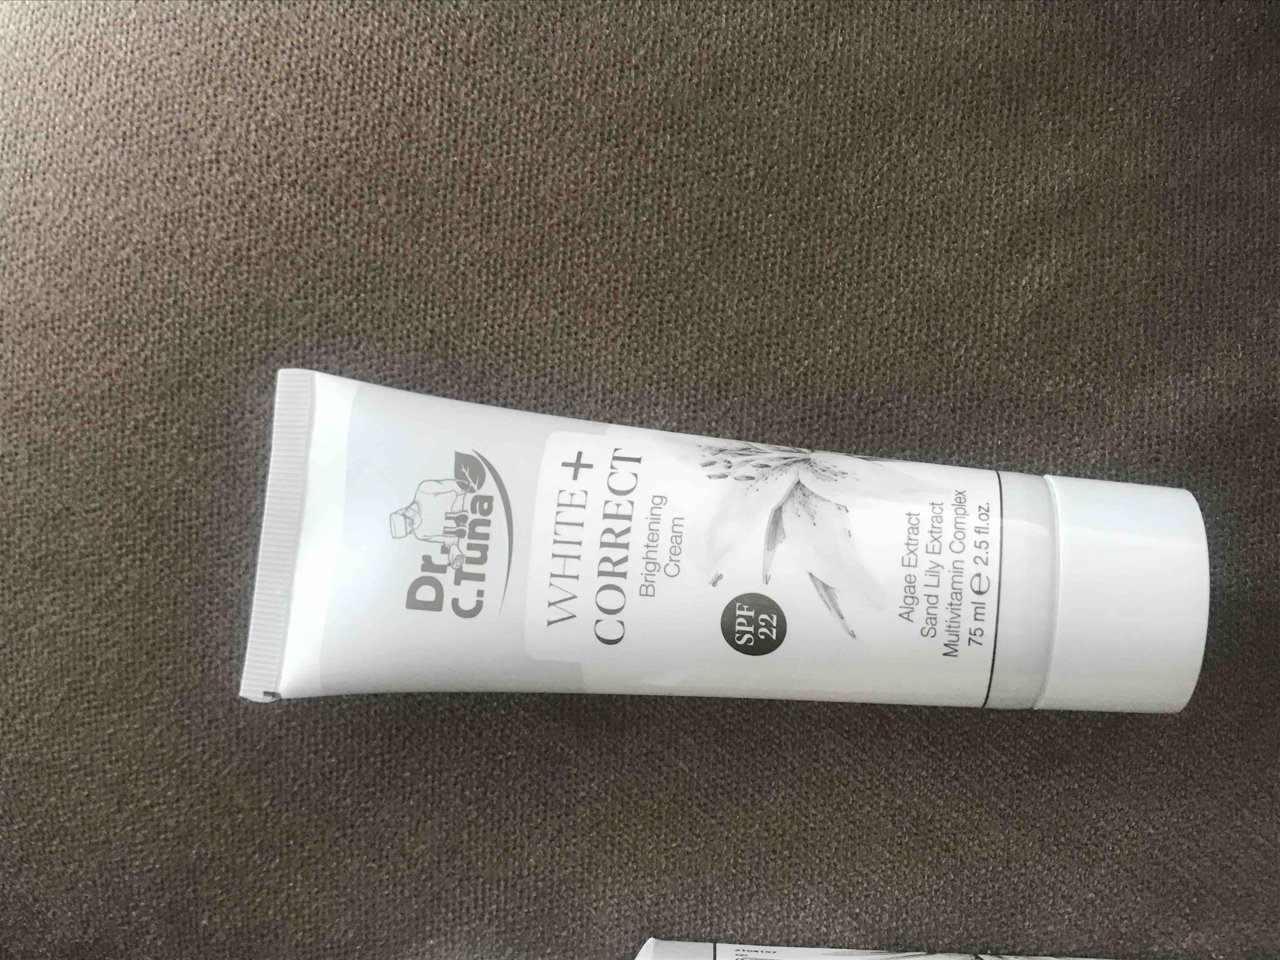 Dr.
C.Tuna
WHITE+
CORRECT
Brightening
Cream
SPF
22
Algae Extract
Sand Lily Extract
Multivitamin Complex
75 ml ℮ 2.5 fl.oz.